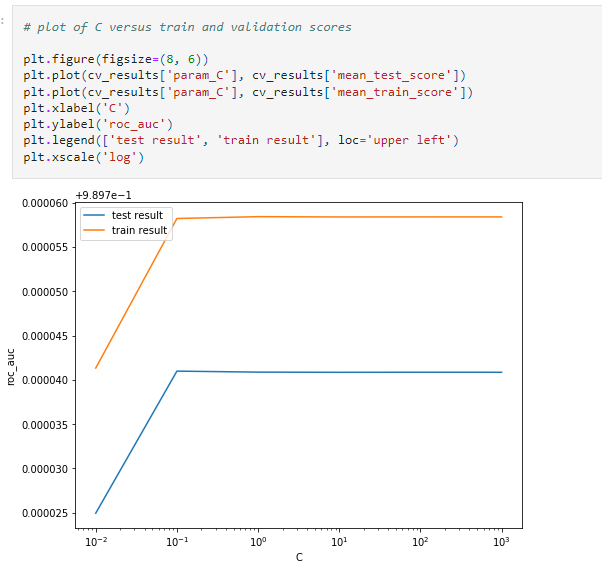 :
# plot of C versus train and validation scores
plt.figure(figsize=(8, 6))
plt.plot(cv_results['param_C'], cv_results['mean_test_score'])
plt.plot(cv_results['param_C'], cv_results['mean_train_score'])
plt.xlabel('C')
plt.ylabel('roc_auc')
plt.legend(['test result', 'train result'], loc='upper left')
plt.xscale('log')
+9.897e−1
test result
train result
0.000060
0.000055
0.000050
0.000045
0.000040
0.000035
0.000030
0.000025
roc_auc
10⁻² 10⁻¹ 10⁰ 10¹ 10² 10³
C